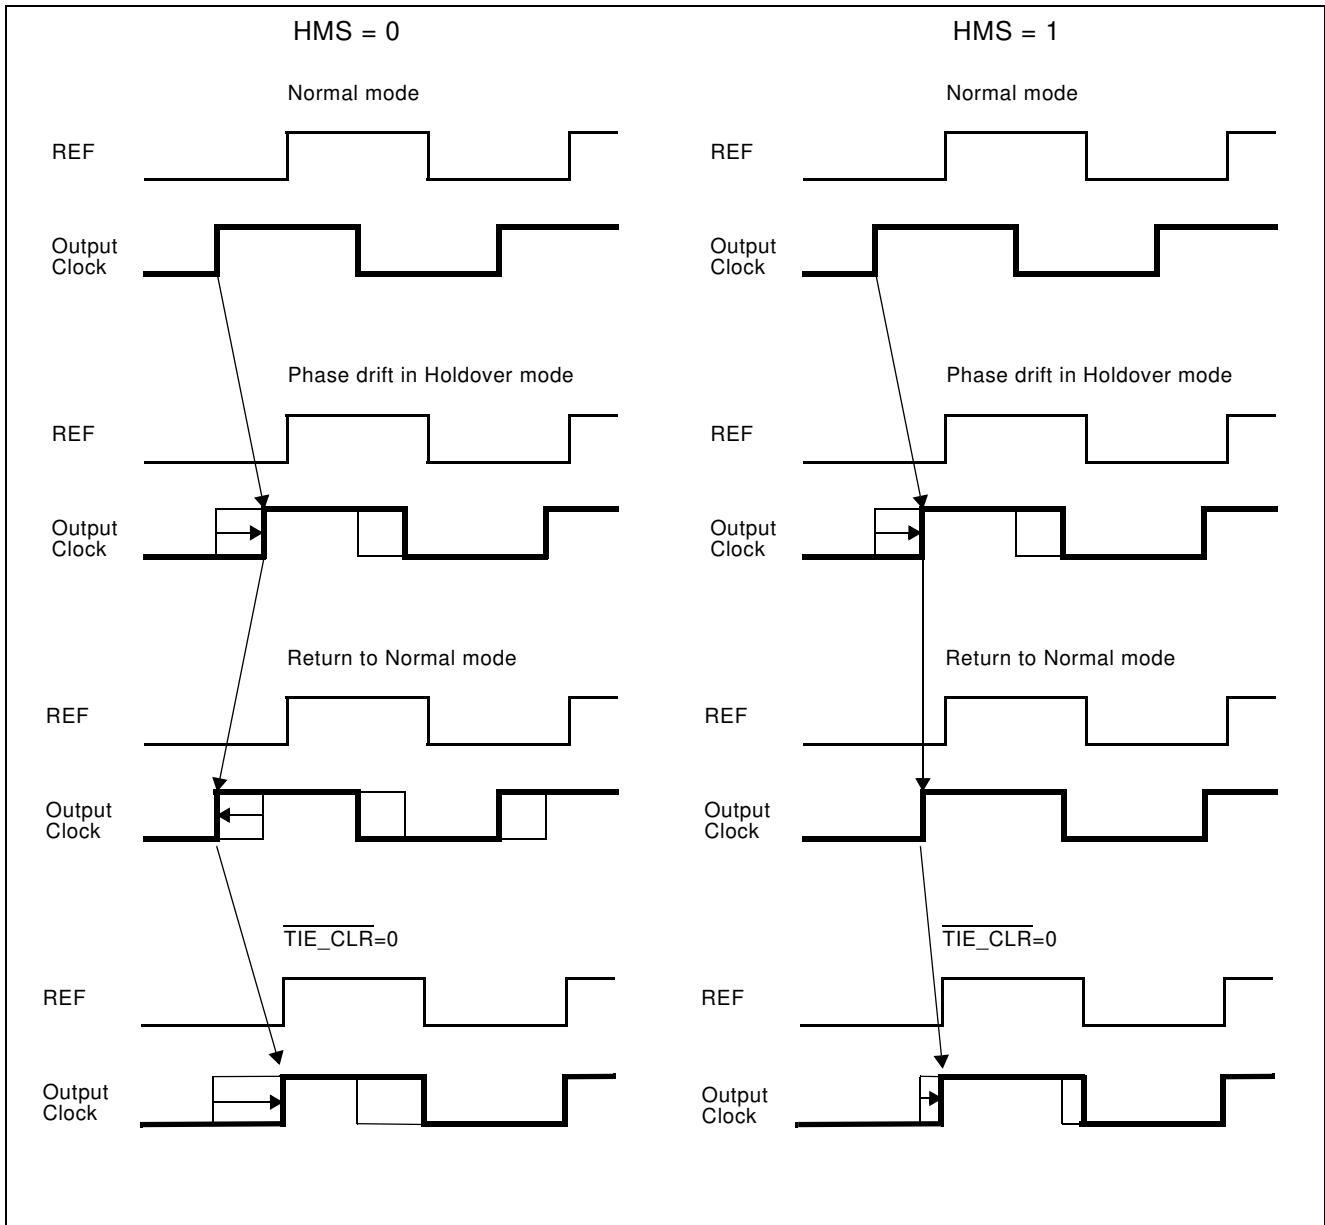 HMS = 0
Normal mode
REF
Output
Clock
Phase drift in Holdover mode
REF
Output
Clock
Return to Normal mode
REF
Output
Clock
TIE_CLR=0
REF
Output
Clock
HMS = 1
Normal mode
REF
Output
Clock
Phase drift in Holdover mode
REF
Output
Clock
Return to Normal mode
REF
Output
Clock
TIE_CLR=0
REF
Output
Clock